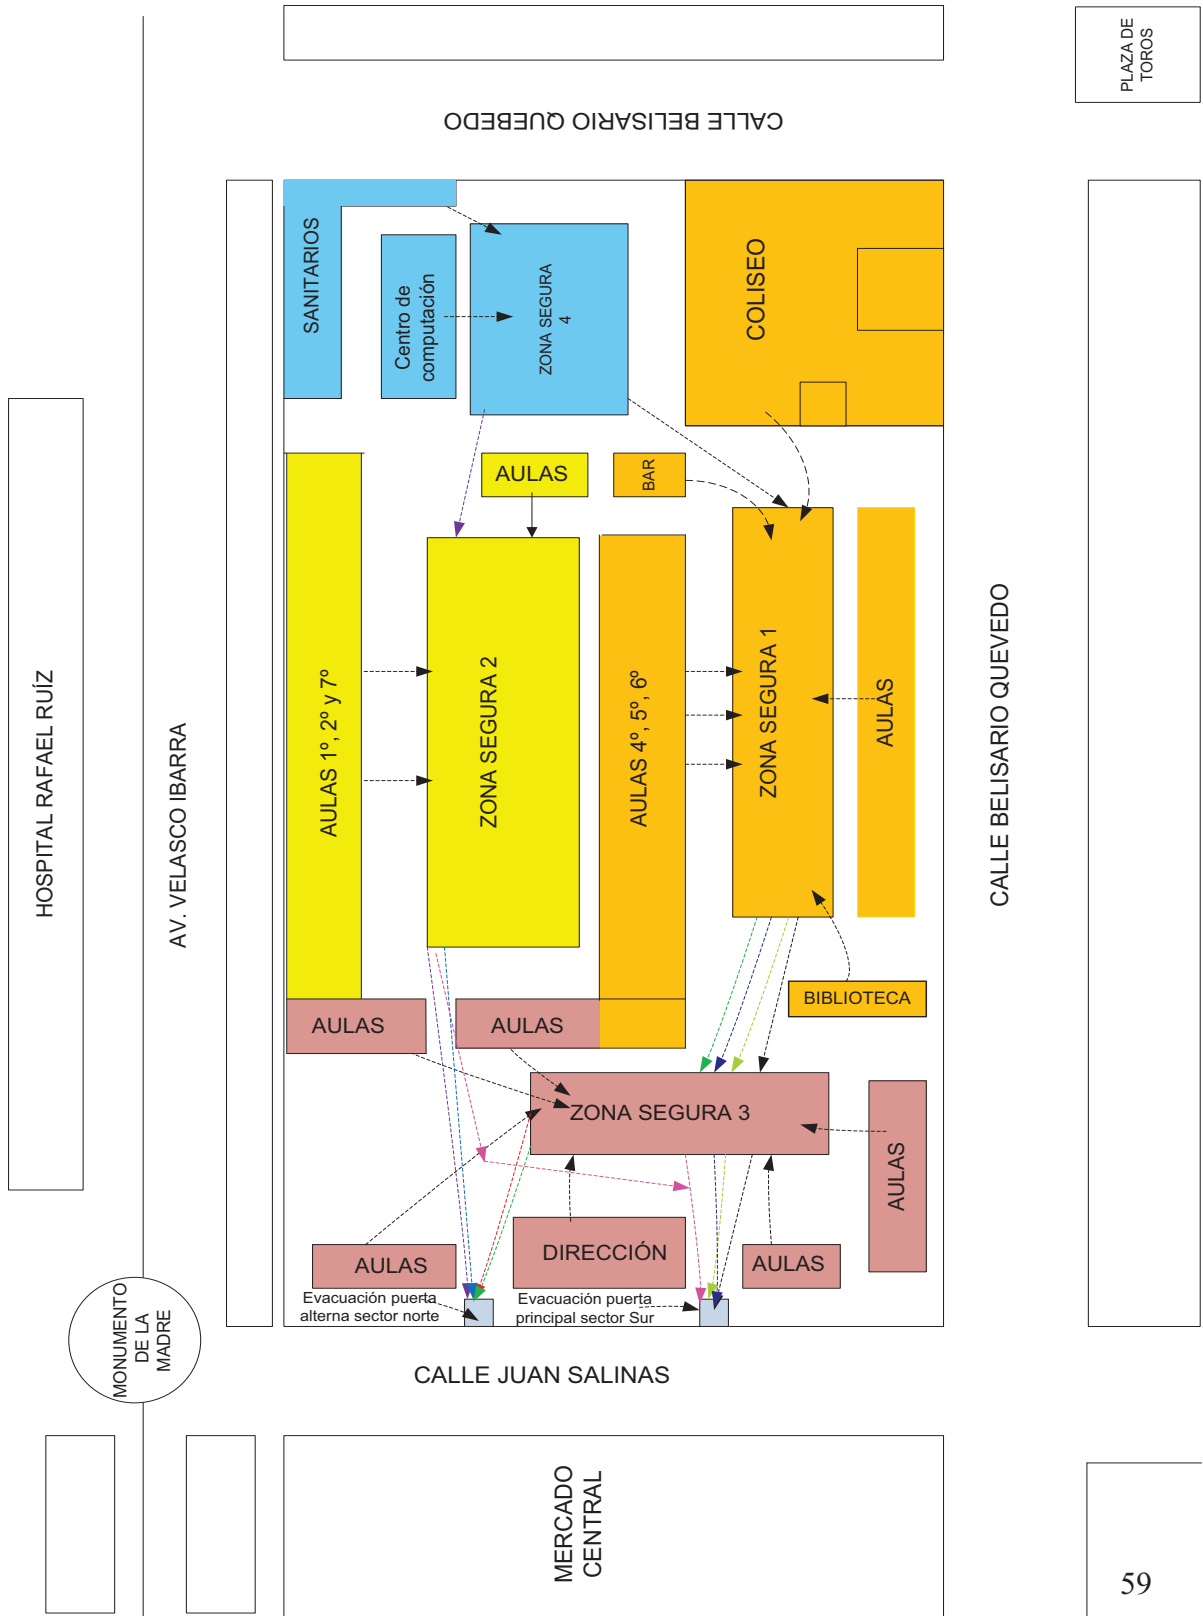 PLAZA DE
TOROS
CALLE BELISARIO QUEBEDO
SANITARIOS
Centro de
computación
ZONA SEGURA
4
COLISEO
HOSPITAL RAFAEL RUÍZ
AV. VELASCO IBARRA
AULAS 1º, 2º y 7º
AULAS
BAR
ZONA SEGURA 2
AULAS 4º, 5º, 6º
ZONA SEGURA 1
AULAS
CALLE BELISARIO QUEVEDO
BIBLIOTECA
AULAS
AULAS
ZONA SEGURA 3
AULAS
AULAS
DIRECCIÓN
AULAS
Evacuación puerta
alterna sector norte
Evacuación puerta
principal sector Sur
MONUMENTO
DE LA
MADRE
CALLE JUAN SALINAS
MERCADO
CENTRAL
59